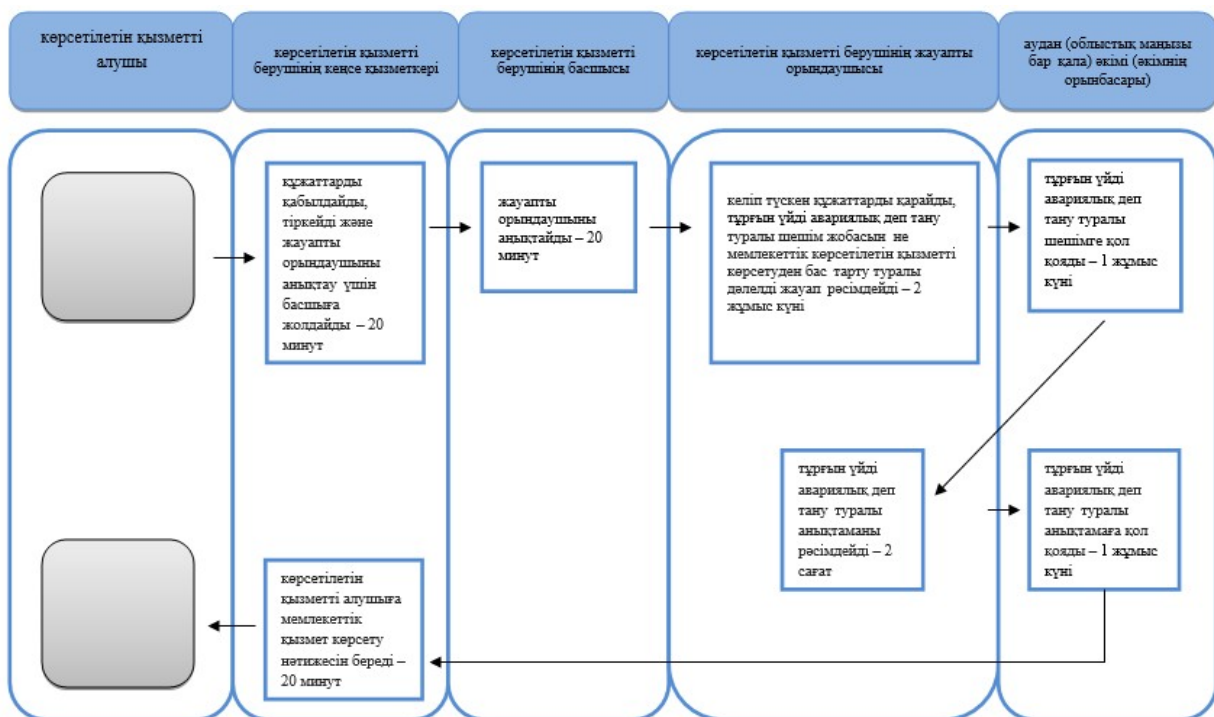 көрсетілетін қызметті
алушы
көрсетілетін қызметті
берушінің кеңсе қызметкері
көрсетілетін қызметті
берушінің басшысы
көрсетілетін қызметті берушінің жауапты
орындаушысы
аудан (облыстық маңызы
бар қала) әкімі (әкімнің
орынбасары)
құжаттарды
қабылдайды,
тіркейді және
жауапты
орындаушыны
анықтау үшін
басшыға
жолдайды – 20
минут
жауапты
орындаушыны
аңықтайды – 20
минут
келіп түскен құжаттарды қарайды,
тұрғын үйді авариялық деп тану
туралы шешім жобасын не
мемлекеттік көрсетілетін қызметті
көрсетуден бас тарту туралы
дәлелді жауап рәсімдейді – 2
жұмыс күні
тұрғын үйді
авариялық деп
тану туралы
шешімге қол
қояды – 1 жұмыс
күні
тұрғын үйді
авариялық деп
тану туралы
анықтаманы
рәсімдейді – 2
сағат
тұрғын үйді
авариялық деп
тану туралы
анықтамаға қол
қояды – 1 жұмыс
күні
көрсетілетін
қызметті алушыға
мемлекеттік
қызмет көрсету
нәтижесін береді –
20 минут